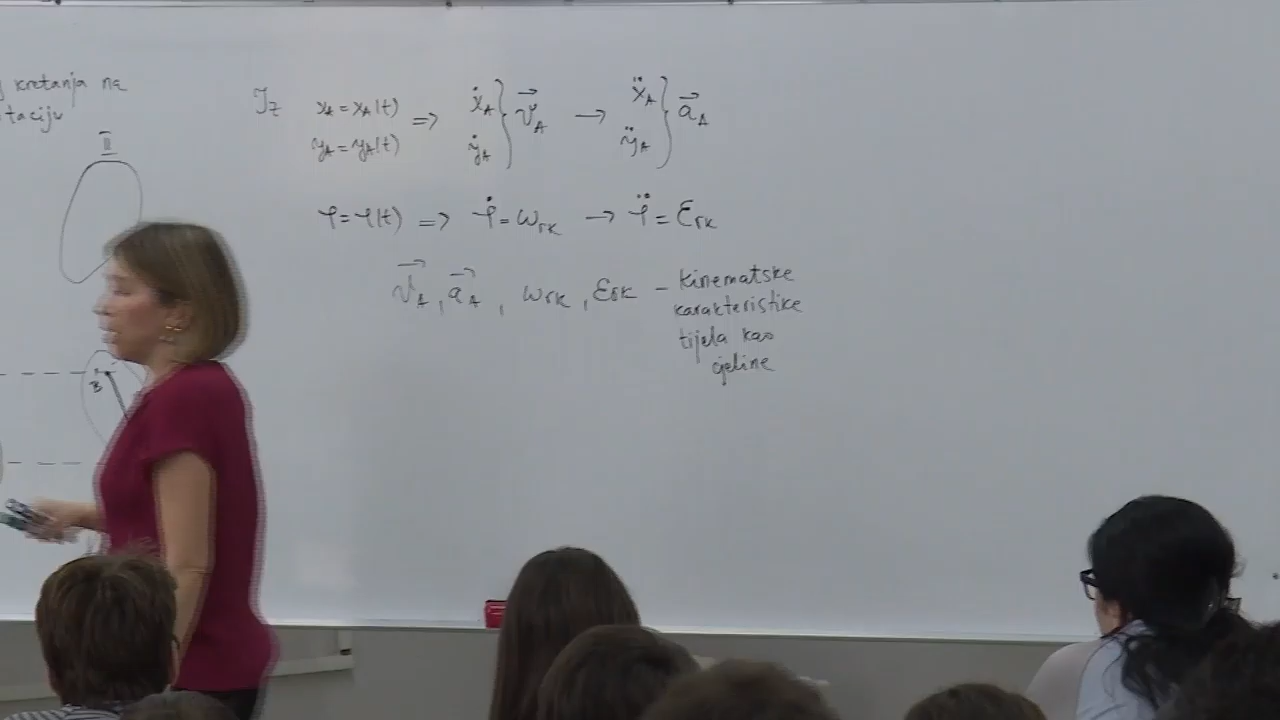 kretanja na
taciju
II
B
Iz x_A = x_A(t) => ẋ_A } v⃗_A → ẍ_A } a⃗_A
y_A = y_A(t) ẏ_A ÿ_A
φ = φ(t) => φ̇ = ω_rk → φ̈ = ε_rk
v⃗_A, a⃗_A, ω_rk, ε_rk – kinematske
karakteristike
tijela kao
cjeline